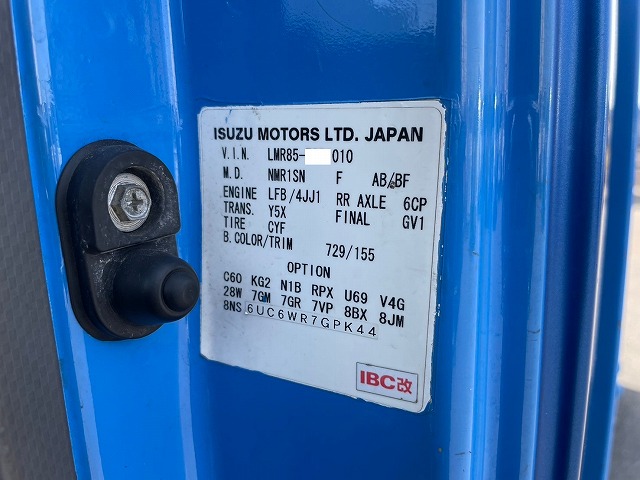 ISUZU MOTORS LTD. JAPAN
V.I.N. LMR85- 010
M.D. NMR1SN F AB/BF
ENGINE LFB/4JJ1 RR AXLE 6CP
TRANS. Y5X FINAL GV1
TIRE CYF
B.COLOR/TRIM 729/155
OPTION
C60 KG2 N1B RPX U69 V4G
28W 7GM 7GR 7VP 8BX 8JM
8NS 6UC6WR7GPK44
IBC改